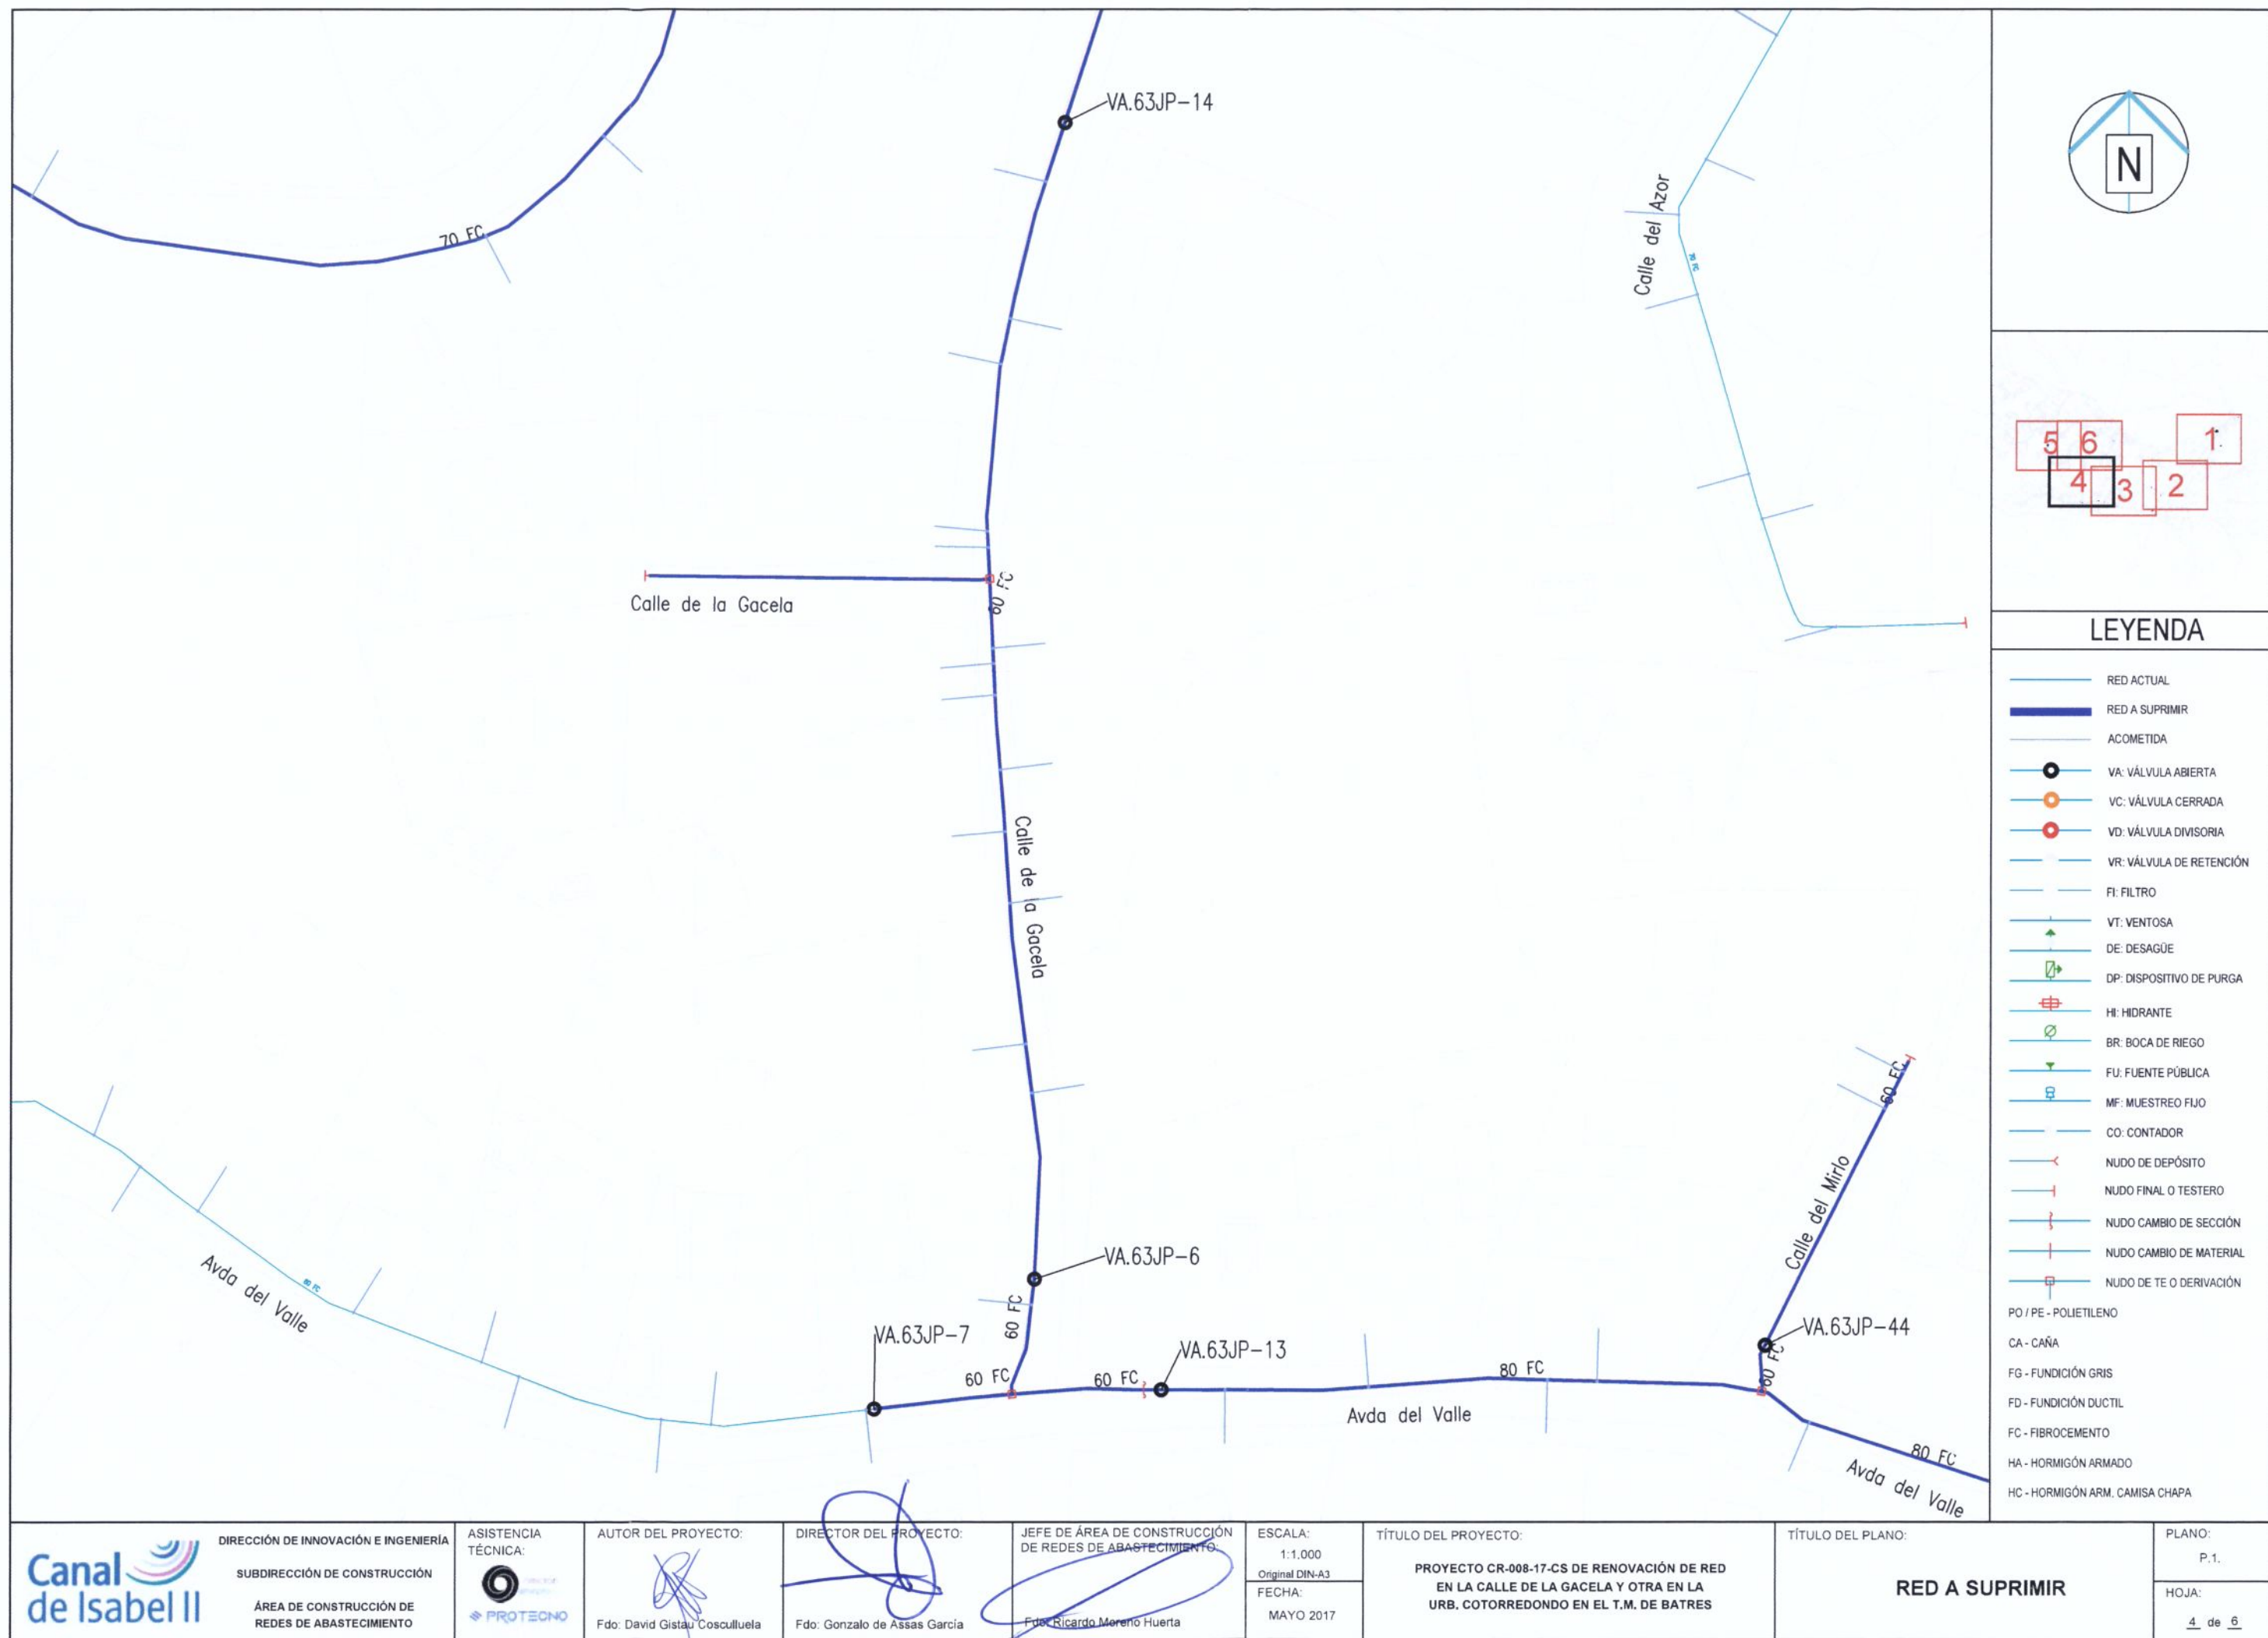 VA.63JP-14
70 FC
Calle del Azor
70 FC
Calle de la Gacela
60 FC
Calle de la Gacela
60 FC
Calle del Mirlo
VA.63JP-6
60 FC
VA.63JP-7
VA.63JP-13
VA.63JP-44
60 FC
60 FC
60 FC
80 FC
80 FC
Avda del Valle
Avda del Valle
Avda del Valle
N
5
6
1
4
3
2
LEYENDA
RED ACTUAL
RED A SUPRIMIR
ACOMETIDA
VA: VÁLVULA ABIERTA
VC: VÁLVULA CERRADA
VD: VÁLVULA DIVISORIA
VR: VÁLVULA DE RETENCIÓN
FI: FILTRO
VT: VENTOSA
DE: DESAGÜE
DP: DISPOSITIVO DE PURGA
HI: HIDRANTE
BR: BOCA DE RIEGO
FU: FUENTE PÚBLICA
MF: MUESTREO FIJO
CO: CONTADOR
NUDO DE DEPÓSITO
NUDO FINAL O TESTERO
NUDO CAMBIO DE SECCIÓN
NUDO CAMBIO DE MATERIAL
NUDO DE TE O DERIVACIÓN
PO / PE - POLIETILENO
CA - CAÑA
FG - FUNDICIÓN GRIS
FD - FUNDICIÓN DUCTIL
FC - FIBROCEMENTO
HA - HORMIGÓN ARMADO
HC - HORMIGÓN ARM. CAMISA CHAPA
Canal
de Isabel II
DIRECCIÓN DE INNOVACIÓN E INGENIERÍA
SUBDIRECCIÓN DE CONSTRUCCIÓN
ÁREA DE CONSTRUCCIÓN DE
REDES DE ABASTECIMIENTO
ASISTENCIA
TÉCNICA:
PROTECNO
AUTOR DEL PROYECTO:
Fdo: David Gistau Cosculluela
DIRECTOR DEL PROYECTO:
Fdo: Gonzalo de Assas García
JEFE DE ÁREA DE CONSTRUCCIÓN
DE REDES DE ABASTECIMIENTO:
Fdo: Ricardo Moreno Huerta
ESCALA:
1:1.000
Original DIN-A3
FECHA:
MAYO 2017
TÍTULO DEL PROYECTO:
PROYECTO CR-008-17-CS DE RENOVACIÓN DE RED
EN LA CALLE DE LA GACELA Y OTRA EN LA
URB. COTORREDONDO EN EL T.M. DE BATRES
TÍTULO DEL PLANO:
RED A SUPRIMIR
PLANO:
P.1.
HOJA:
4 de 6